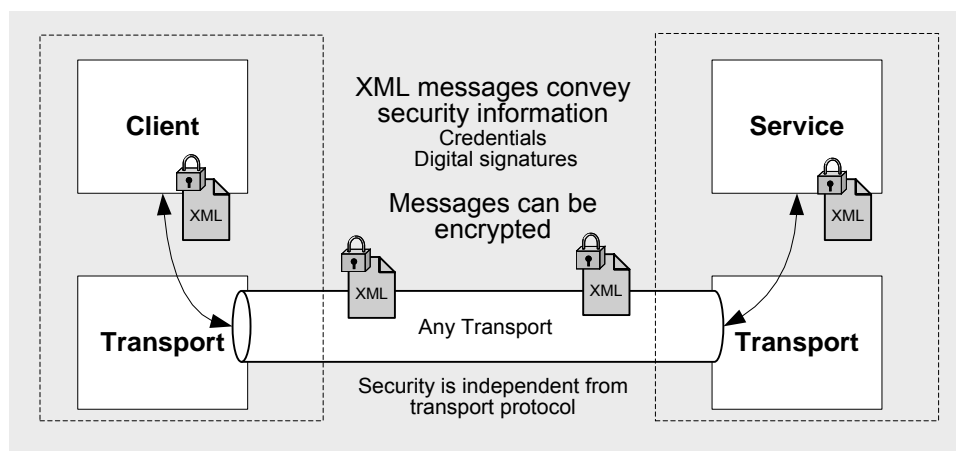 XML messages convey
security information
Credentials
Digital signatures
Client
Service
XML
XML
Messages can be
encrypted
XML
XML
Transport
Any Transport
Transport
Security is independent from
transport protocol